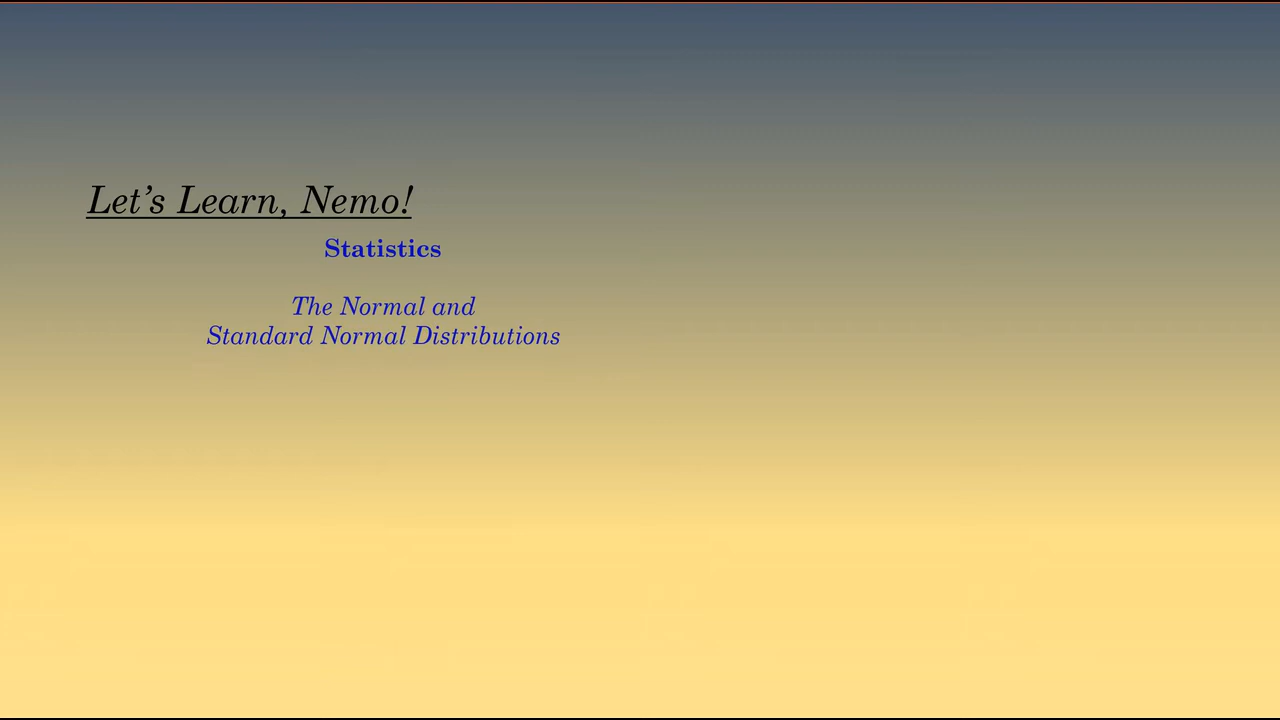 Let’s Learn, Nemo!
Statistics
The Normal and
Standard Normal Distributions